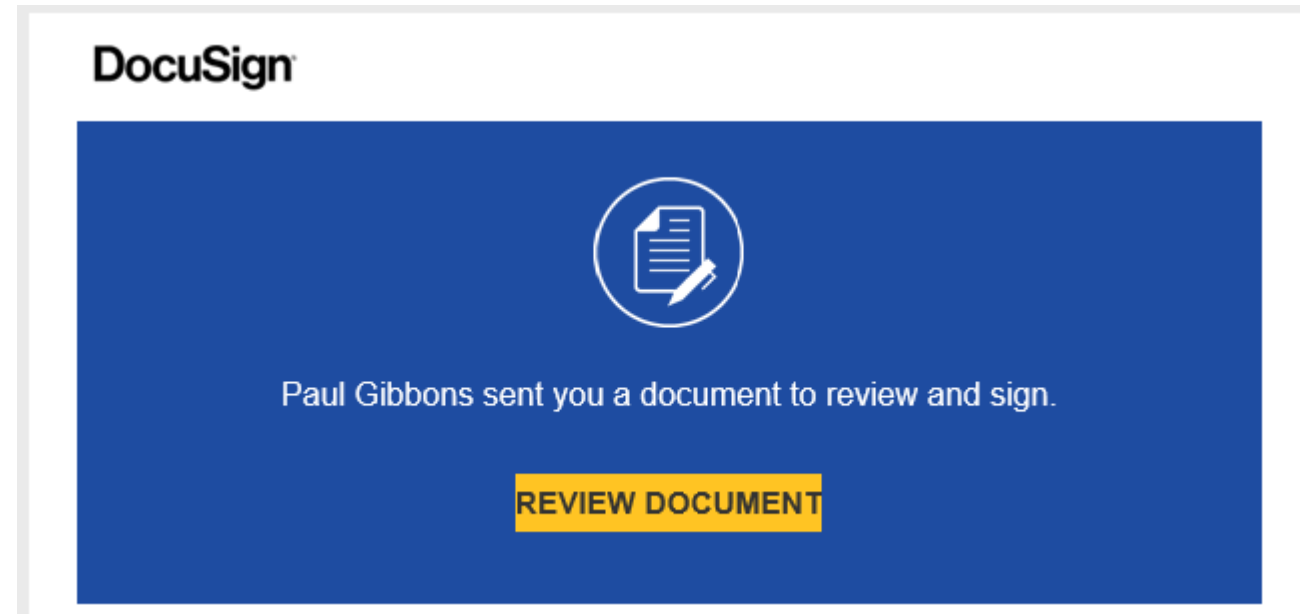 DocuSign
Paul Gibbons sent you a document to review and sign.
REVIEW DOCUMENT